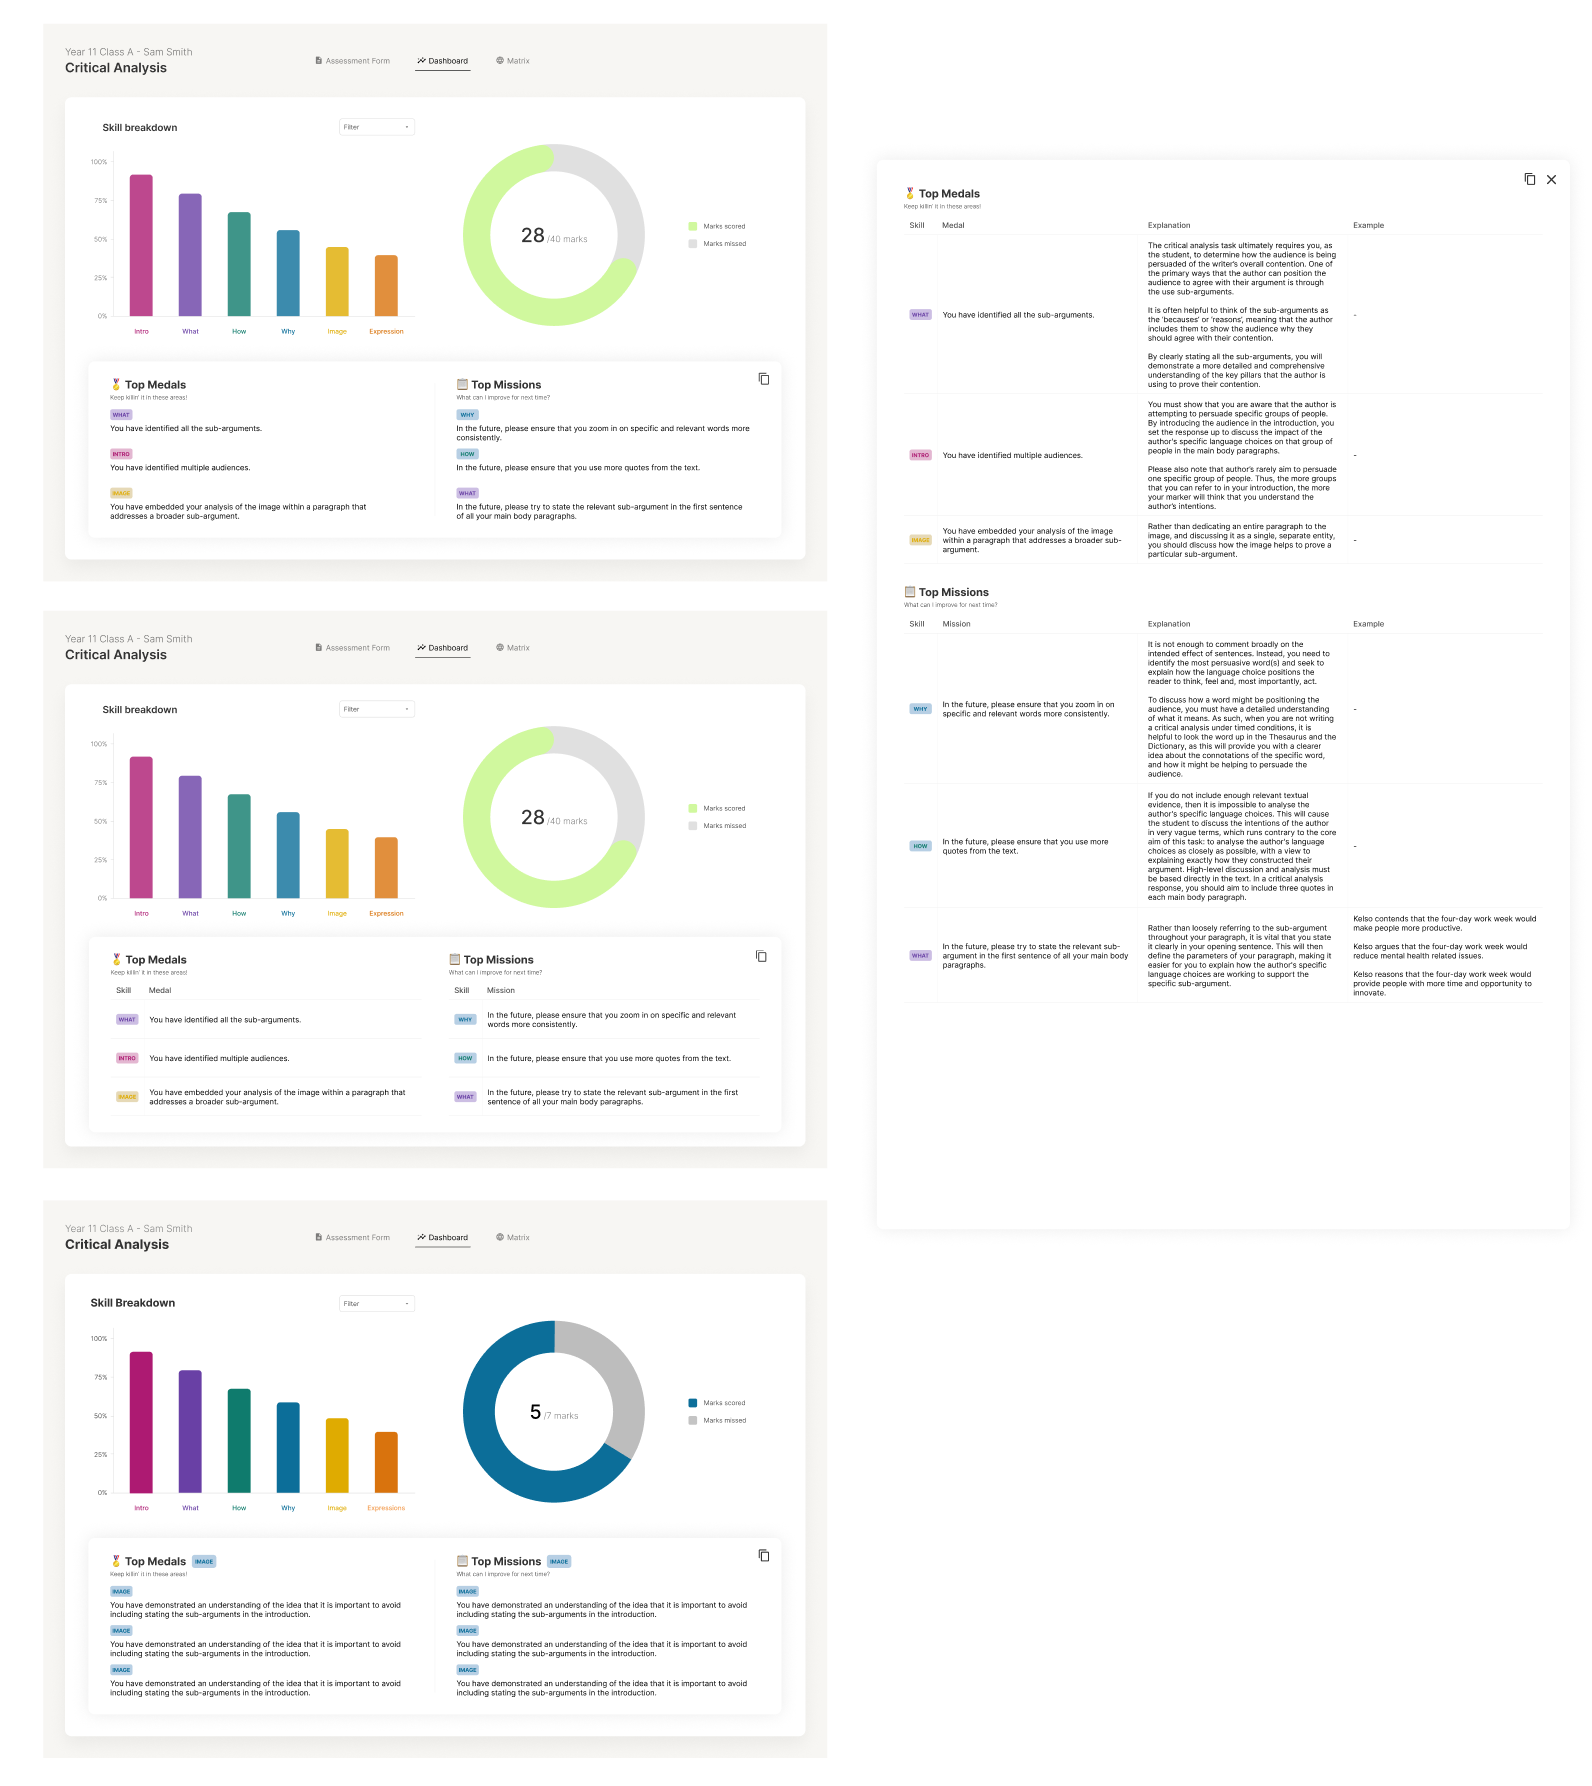 Year 11 Class A - Sam Smith
Critical Analysis
Assessment Form
Dashboard
Matrix
Skill breakdown
Filter
100%
75%
50%
25%
0%
Intro
What
How
Why
Image
Expression
28 /40 marks
Marks scored
Marks missed
Top Medals
Keep killin' it in these areas!
WHAT
You have identified all the sub-arguments.
INTRO
You have identified multiple audiences.
IMAGE
You have embedded your analysis of the image within a paragraph that
addresses a broader sub-argument.
Top Missions
What can I improve for next time?
WHY
In the future, please ensure that you zoom in on specific and relevant words more
consistently.
HOW
In the future, please ensure that you use more quotes from the text.
WHAT
In the future, please try to state the relevant sub-argument in the first sentence
of all your main body paragraphs.
Year 11 Class A - Sam Smith
Critical Analysis
Assessment Form
Dashboard
Matrix
Skill breakdown
Filter
100%
75%
50%
25%
0%
Intro
What
How
Why
Image
Expression
28 /40 marks
Marks scored
Marks missed
Top Medals
Keep killin' it in these areas!
Skill
Medal
WHAT
You have identified all the sub-arguments.
INTRO
You have identified multiple audiences.
IMAGE
You have embedded your analysis of the image within a paragraph that
addresses a broader sub-argument.
Top Missions
What can I improve for next time?
Skill
Mission
WHY
In the future, please ensure that you zoom in on specific and relevant
words more consistently.
HOW
In the future, please ensure that you use more quotes from the text.
WHAT
In the future, please try to state the relevant sub-argument in the first
sentence of all your main body paragraphs.
Year 11 Class A - Sam Smith
Critical Analysis
Assessment Form
Dashboard
Matrix
Skill Breakdown
Filter
100%
75%
50%
25%
0%
Intro
What
How
Why
Image
Expressions
5 /7 marks
Marks scored
Marks missed
Top Medals
IMAGE
Keep killin' it in these areas!
IMAGE
You have demonstrated an understanding of the idea that it is important to avoid
including stating the sub-arguments in the introduction.
IMAGE
You have demonstrated an understanding of the idea that it is important to avoid
including stating the sub-arguments in the introduction.
IMAGE
You have demonstrated an understanding of the idea that it is important to avoid
including stating the sub-arguments in the introduction.
Top Missions
IMAGE
What can I improve for next time?
IMAGE
You have demonstrated an understanding of the idea that it is important to avoid
including stating the sub-arguments in the introduction.
IMAGE
You have demonstrated an understanding of the idea that it is important to avoid
including stating the sub-arguments in the introduction.
IMAGE
You have demonstrated an understanding of the idea that it is important to avoid
including stating the sub-arguments in the introduction.
Top Medals
Keep killin' it in these areas!
Skill
Medal
Explanation
Example
WHAT
You have identified all the sub-arguments.
The critical analysis task ultimately requires you, as
the student, to determine how the audience is being
persuaded of the writer's overall contention. One of
the primary ways that the author can position the
audience to agree with their argument is through
the use sub-arguments.
It is often helpful to think of the sub-arguments as
the 'becauses' or 'reasons', meaning that the author
includes them to show the audience why they
should agree with their contention.
By clearly stating all the sub-arguments, you will
demonstrate a more detailed and comprehensive
understanding of the key pillars that the author is
using to prove their contention.
-
INTRO
You have identified multiple audiences.
You must show that you are aware that the author is
attempting to persuade specific groups of people.
By introducing the audience in the introduction, you
set the response up to discuss the impact of the
author's specific language choices on that group of
people in the main body paragraphs.
Please also note that author's rarely aim to persuade
one specific group of people. Thus, the more groups
that you can refer to in your introduction, the more
your marker will think that you understand the
author's intentions.
-
IMAGE
You have embedded your analysis of the image
within a paragraph that addresses a broader sub-
argument.
Rather than dedicating an entire paragraph to the
image, and discussing it as a single, separate entity,
you should discuss how the image helps to prove a
particular sub-argument.
-
Top Missions
What can I improve for next time?
Skill
Mission
Explanation
Example
WHY
In the future, please ensure that you zoom in on
specific and relevant words more consistently.
It is not enough to comment broadly on the
intended effect of sentences. Instead, you need to
identify the most persuasive word(s) and seek to
explain how the language choice positions the
reader to think, feel and, most importantly, act.
To discuss how a word might be positioning the
audience, you must have a detailed understanding
of what it means. As such, when you are not writing
a critical analysis under timed conditions, it is
helpful to look the word up in the Thesaurus and the
Dictionary, as this will provide you with a clearer
idea about the connotations of the specific word,
and how it might be helping to persuade the
audience.
-
HOW
In the future, please ensure that you use more
quotes from the text.
If you do not include enough relevant textual
evidence, then it is impossible to analyse the
author's specific language choices. This will cause
the student to discuss the intentions of the author
in very vague terms, which runs contrary to the core
aim of this task: to analyse the author's language
choices as closely as possible, with a view to
explaining exactly how they constructed their
argument. High-level discussion and analysis must
be based directly in the text. In a critical analysis
response, you should aim to include three quotes in
each main body paragraph.
-
WHAT
In the future, please try to state the relevant sub-
argument in the first sentence of all your main body
paragraphs.
Rather than loosely referring to the sub-argument
throughout your paragraph, it is vital that you state
it clearly in your opening sentence. This will then
define the parameters of your paragraph, making it
easier for you to explain how the author's specific
language choices are working to support the
specific sub-argument.
Kelso contends that the four-day work week would
make people more productive.
Kelso argues that the four-day work week would
reduce mental health related issues.
Kelso reasons that the four-day work week would
provide people with more time and opportunity to
innovate.